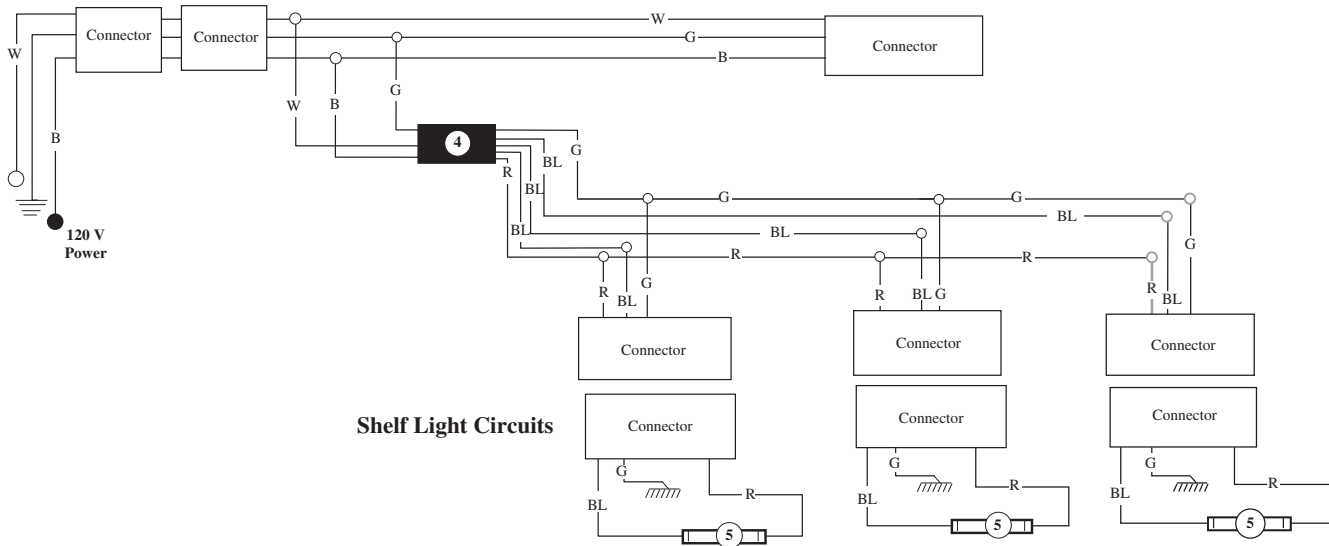 W
Connector
Connector
W
G
B
Connector
W
B
W
B
G
4
G
BL
R
BL
BL
120 V
Power
G
G
BL
BL
R
R
G
R
BL
G
R
BL
G
R
BL
Connector
Connector
Connector
Shelf Light Circuits
Connector
Connector
Connector
G
BL
R
5
G
BL
R
5
G
BL
R
5